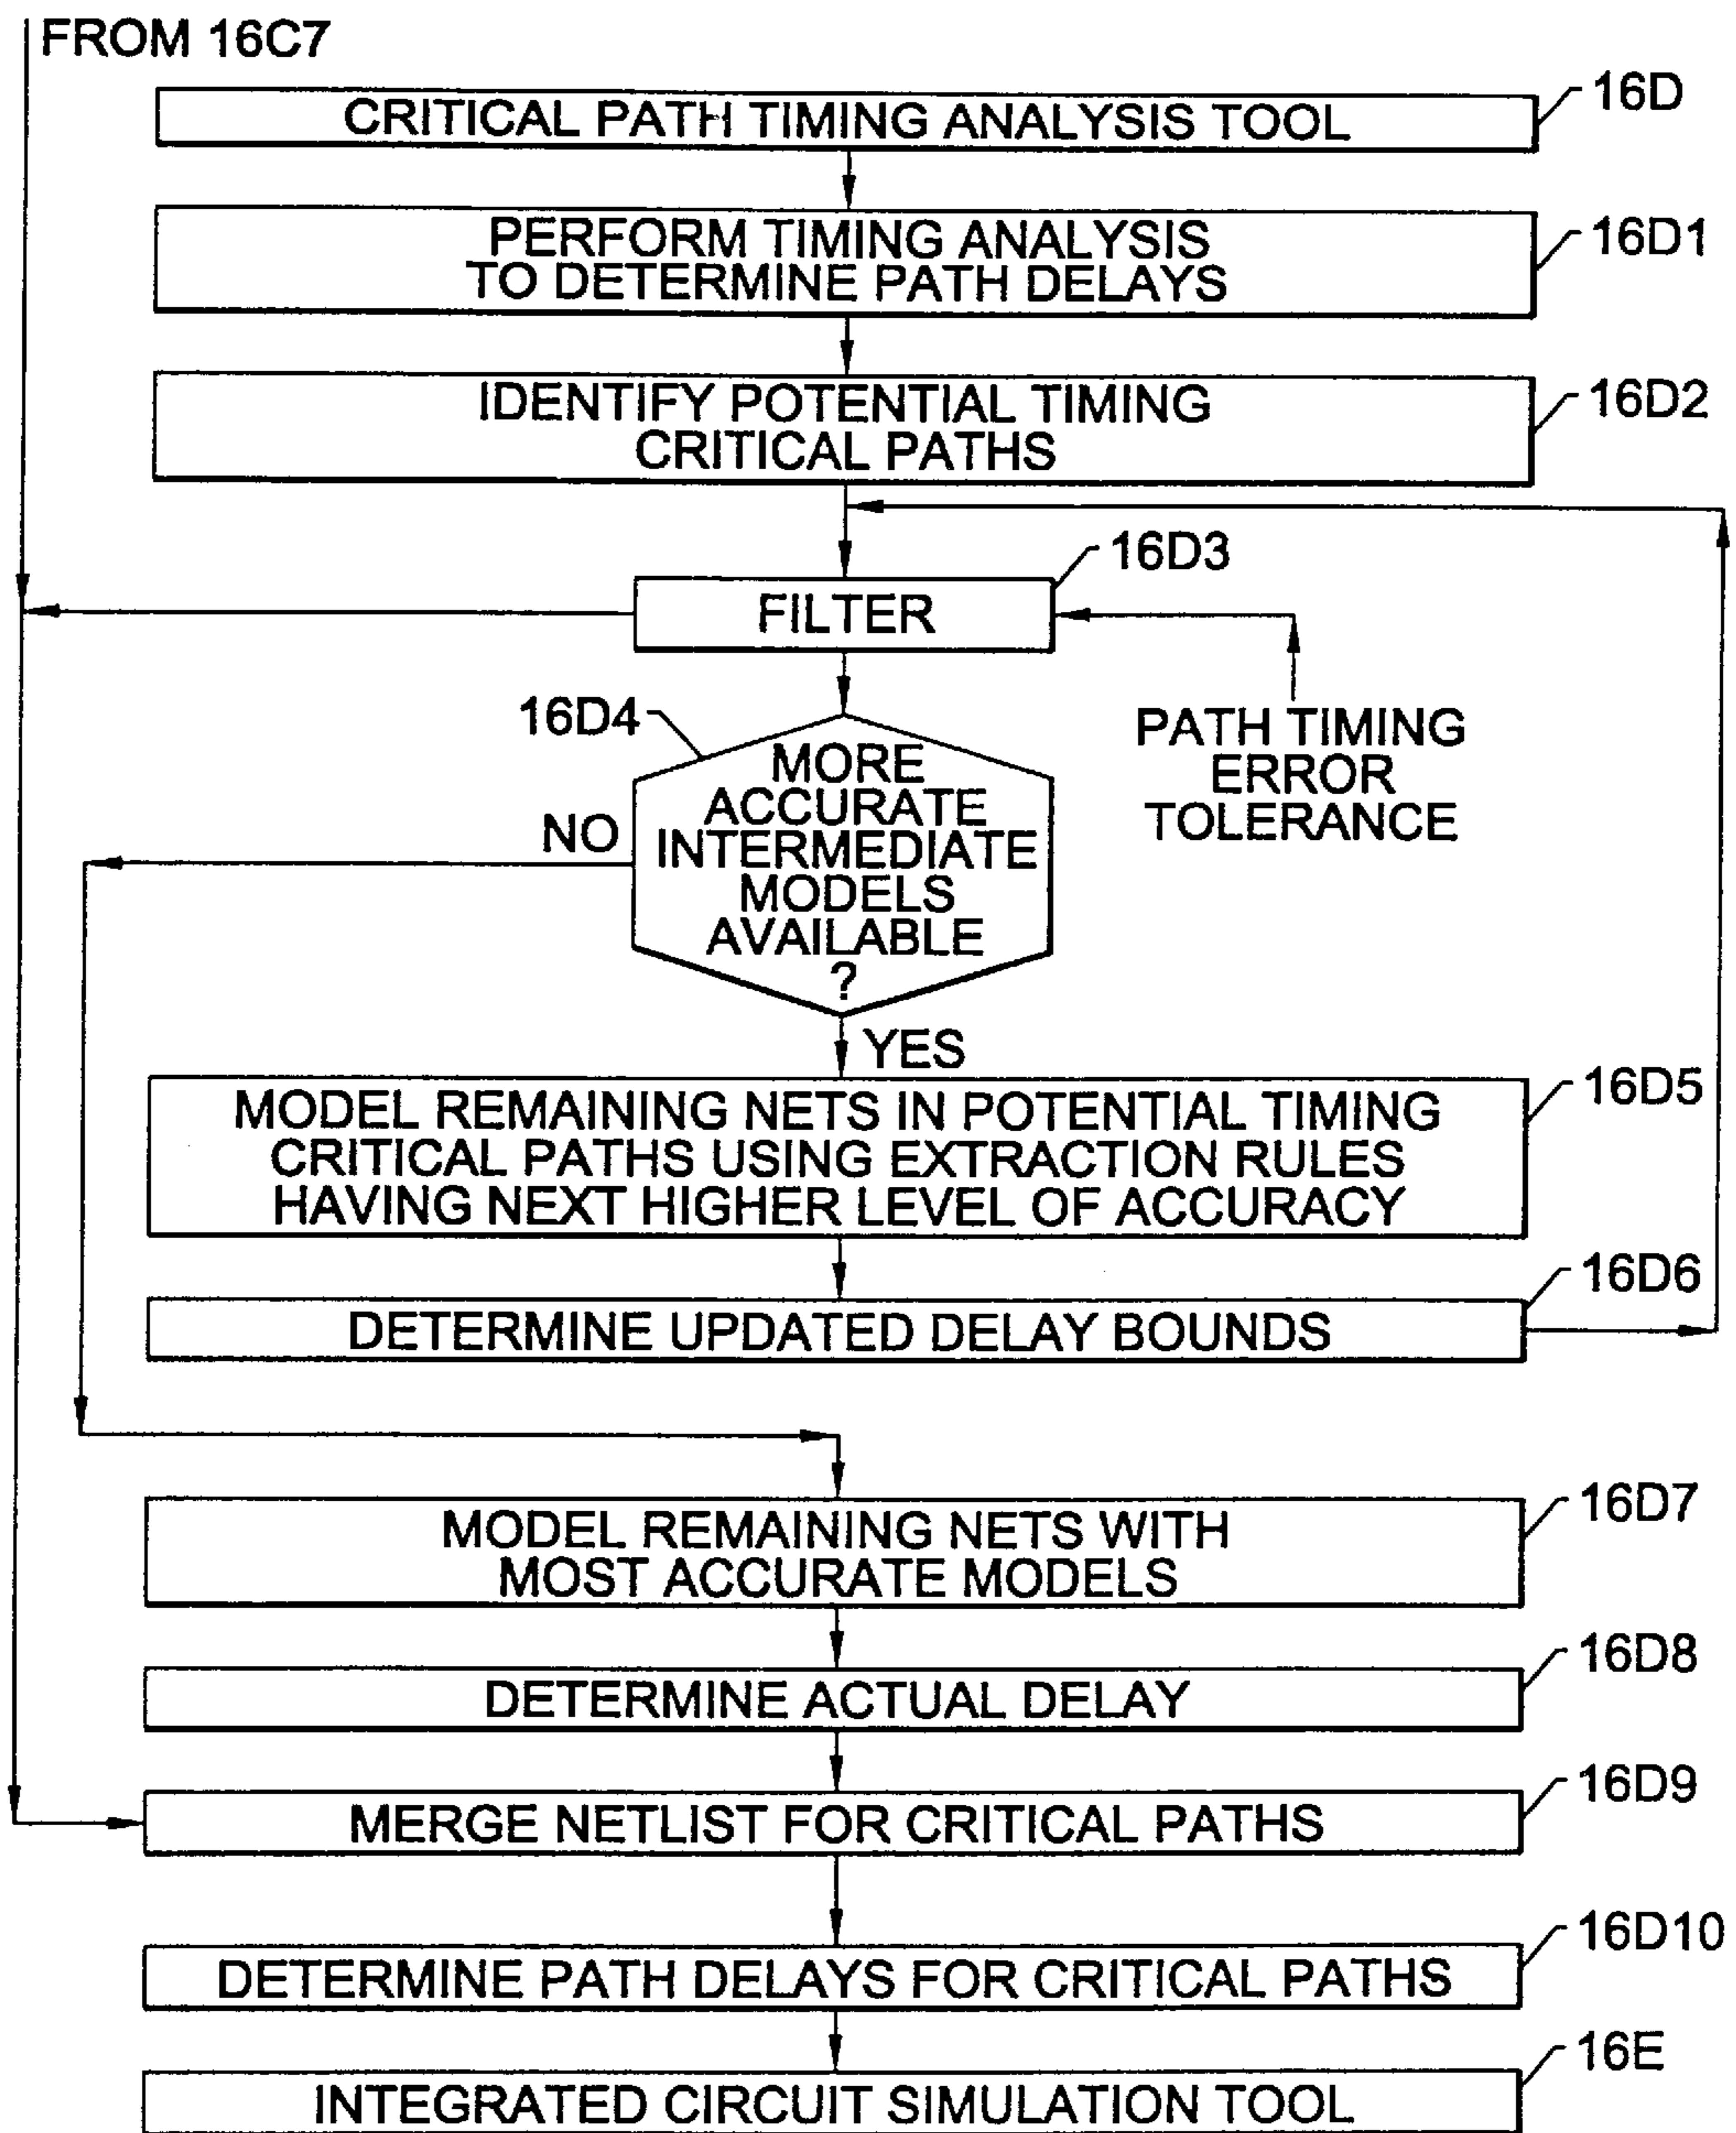 FROM 16C7
16D
CRITICAL PATH TIMING ANALYSIS TOOL
16D1
PERFORM TIMING ANALYSIS
TO DETERMINE PATH DELAYS
16D2
IDENTIFY POTENTIAL TIMING
CRITICAL PATHS
16D3
FILTER
16D4
MORE
ACCURATE
INTERMEDIATE
MODELS
AVAILABLE
?
PATH TIMING
ERROR
TOLERANCE
NO
YES
16D5
MODEL REMAINING NETS IN POTENTIAL TIMING
CRITICAL PATHS USING EXTRACTION RULES
HAVING NEXT HIGHER LEVEL OF ACCURACY
16D6
DETERMINE UPDATED DELAY BOUNDS
16D7
MODEL REMAINING NETS WITH
MOST ACCURATE MODELS
16D8
DETERMINE ACTUAL DELAY
16D9
MERGE NETLIST FOR CRITICAL PATHS
16D10
DETERMINE PATH DELAYS FOR CRITICAL PATHS
16E
INTEGRATED CIRCUIT SIMULATION TOOL